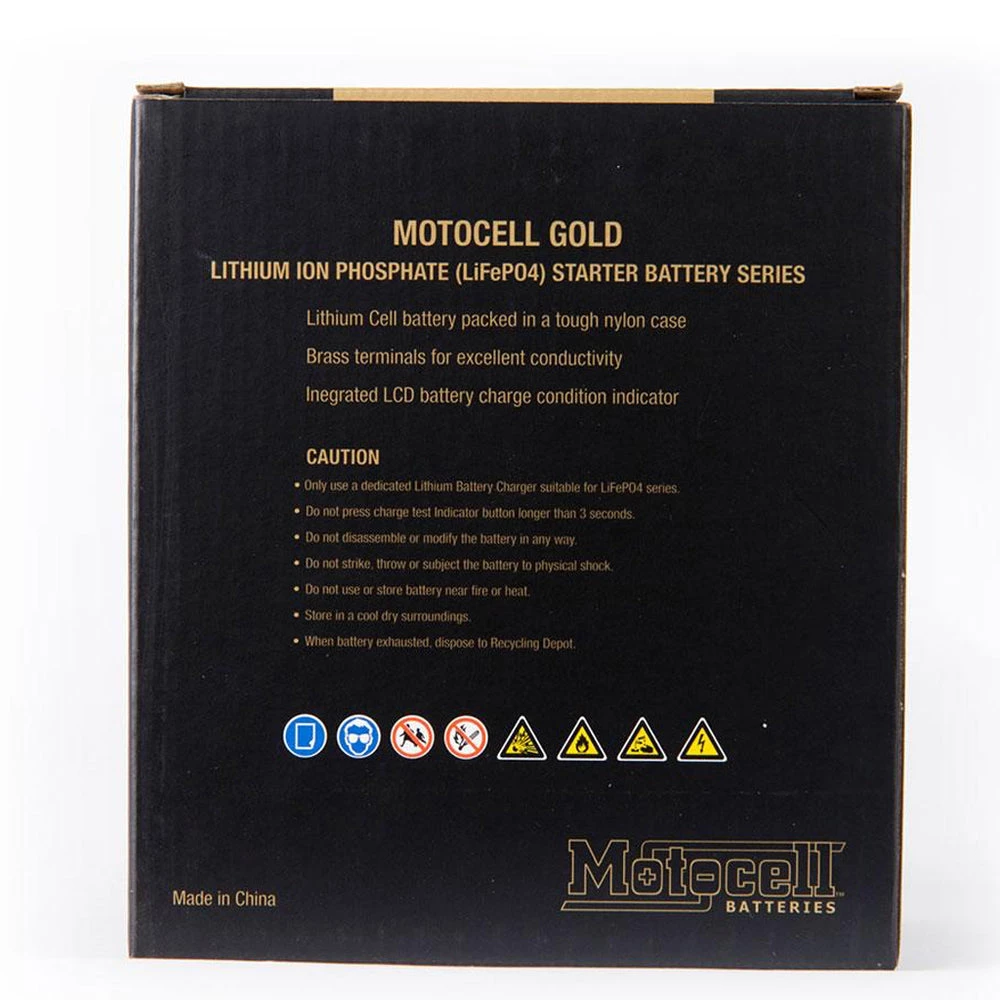 MOTOCELL GOLD
LITHIUM ION PHOSPHATE (LiFePO4) STARTER BATTERY SERIES
Lithium Cell battery packed in a tough nylon case
Brass terminals for excellent conductivity
Inegrated LCD battery charge condition indicator
CAUTION
• Only use a dedicated Lithium Battery Charger suitable for LiFePO4 series.
• Do not press charge test Indicator button longer than 3 seconds.
• Do not disassemble or modify the battery in any way.
• Do not strike, throw or subject the battery to physical shock.
• Do not use or store battery near fire or heat.
• Store in a cool dry surroundings.
• When battery exhausted, dispose to Recycling Depot.
Motocell™
BATTERIES
Made in China